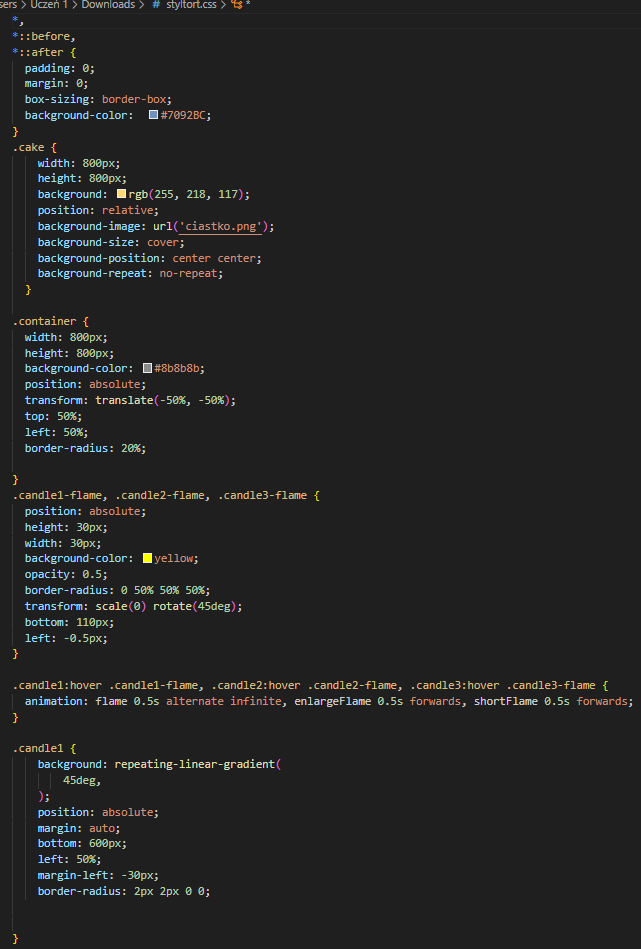 sers > Uczeń 1 > Downloads > # styltort.css > *
*,
*::before,
*::after {
padding: 0;
margin: 0;
box-sizing: border-box;
background-color: #7092BC;
}
.cake {
width: 800px;
height: 800px;
background: rgb(255, 218, 117);
position: relative;
background-image: url('ciastko.png');
background-size: cover;
background-position: center center;
background-repeat: no-repeat;
}
.container {
width: 800px;
height: 800px;
background-color: #8b8b8b;
position: absolute;
transform: translate(-50%, -50%);
top: 50%;
left: 50%;
border-radius: 20%;
}
.candle1-flame, .candle2-flame, .candle3-flame {
position: absolute;
height: 30px;
width: 30px;
background-color: yellow;
opacity: 0.5;
border-radius: 0 50% 50% 50%;
transform: scale(0) rotate(45deg);
bottom: 110px;
left: -0.5px;
}
.candle1:hover .candle1-flame, .candle2:hover .candle2-flame, .candle3:hover .candle3-flame {
animation: flame 0.5s alternate infinite, enlargeFlame 0.5s forwards, shortFlame 0.5s forwards;
}
.candle1 {
background: repeating-linear-gradient(
45deg,
);
position: absolute;
margin: auto;
bottom: 600px;
left: 50%;
margin-left: -30px;
border-radius: 2px 2px 0 0;
}